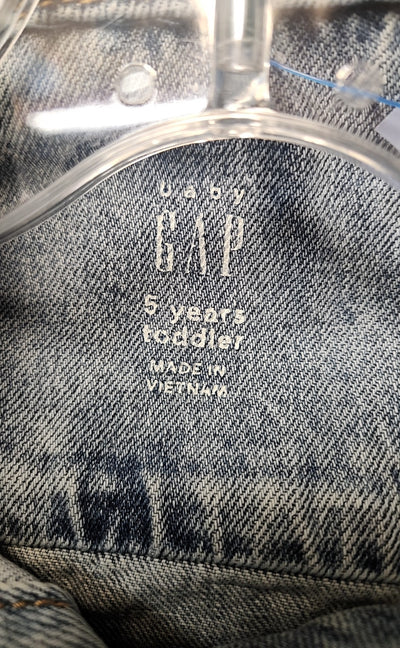 baby
GAP
5 years
toddler
MADE IN
VIETNAM